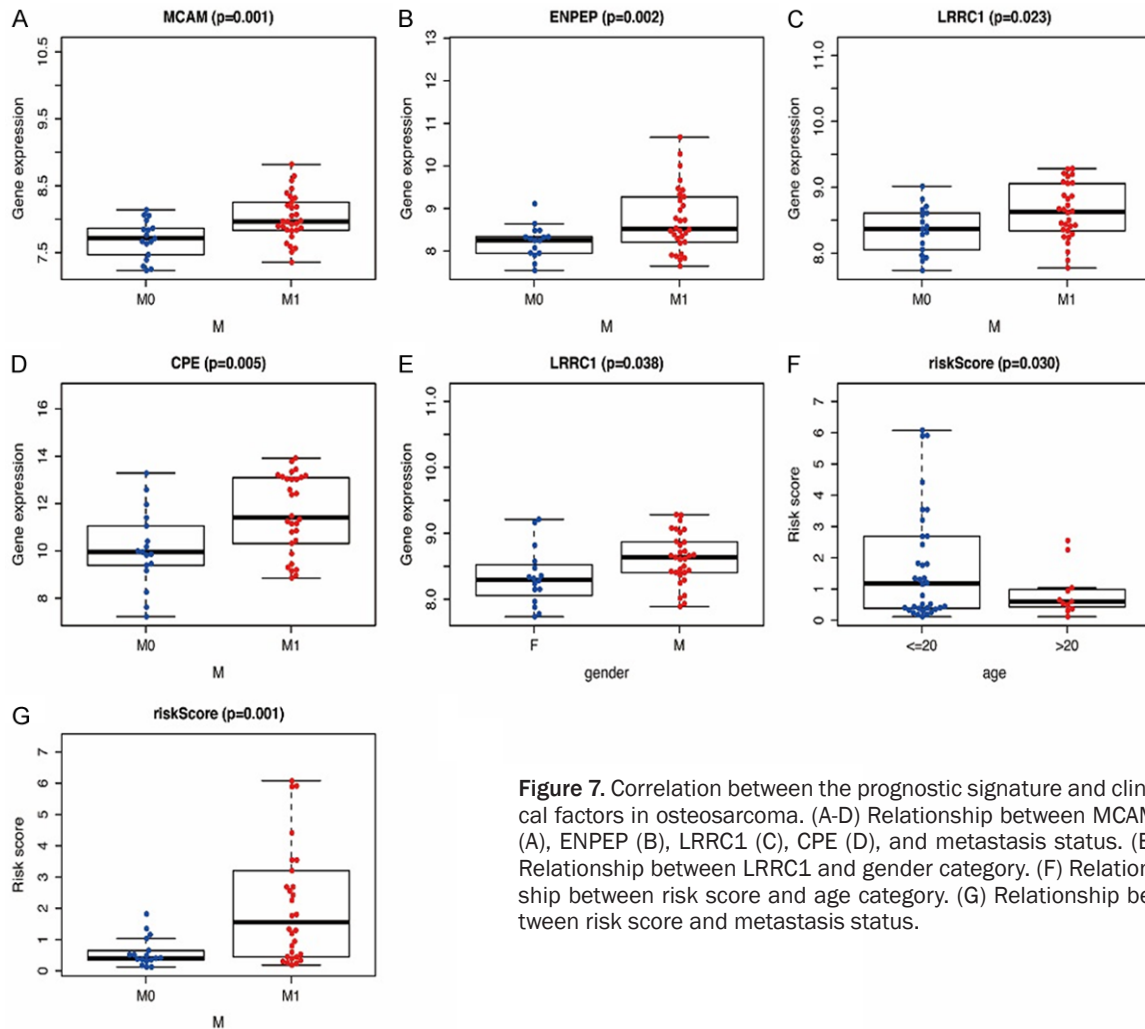 A
MCAM (p=0.001)
Gene expression
10.5
9.5
8.5
7.5
M0 M1
M
B
ENPEP (p=0.002)
Gene expression
13
12
11
10
9
8
M0 M1
M
C
LRRC1 (p=0.023)
Gene expression
11.0
10.0
9.0
8.0
M0 M1
M
D
CPE (p=0.005)
Gene expression
16
14
12
10
8
M0 M1
M
E
LRRC1 (p=0.038)
Gene expression
11.0
10.0
9.0
8.0
F M
gender
F
riskScore (p=0.030)
Risk score
7
6
5
4
3
2
1
0
<=20 >20
age
G
riskScore (p=0.001)
Risk score
7
6
5
4
3
2
1
0
M0 M1
M
Figure 7. Correlation between the prognostic signature and clin
cal factors in osteosarcoma. (A-D) Relationship between MCAM
(A), ENPEP (B), LRRC1 (C), CPE (D), and metastasis status. (E
Relationship between LRRC1 and gender category. (F) Relation
ship between risk score and age category. (G) Relationship be
tween risk score and metastasis status.